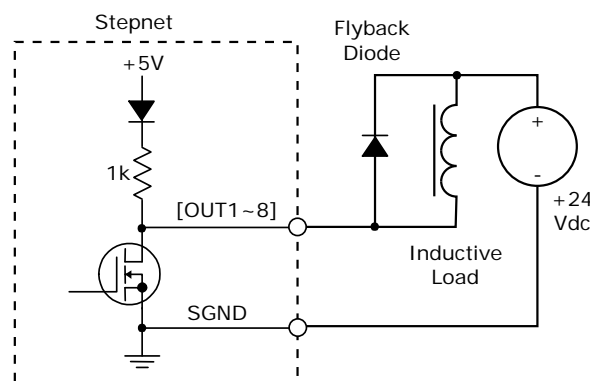 Stepnet
Flyback
Diode
+5V
+
1k
-
[OUT1~8]
+24
Vdc
Inductive
Load
SGND